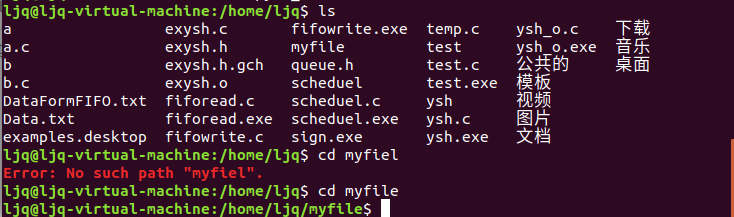 ljq@ljq-virtual-machine:/home/ljq$ ls
a exysh.c fifowrite.exe temp.c ysh_o.c 下载
a.c exysh.h myfile test ysh_o.exe 音乐
b exysh.h.gch queue.h test.c 公共的 桌面
b.c exysh.o scheduel test.exe 模板
DataFormFIFO.txt fiforead.c scheduel.c ysh 视频
Data.txt fiforead.exe scheduel.exe ysh.c 图片
examples.desktop fifowrite.c sign.exe ysh.exe 文档
ljq@ljq-virtual-machine:/home/ljq$ cd myfiel
Error: No such path "myfiel".
ljq@ljq-virtual-machine:/home/ljq$ cd myfile
ljq@ljq-virtual-machine:/home/ljq/myfile$